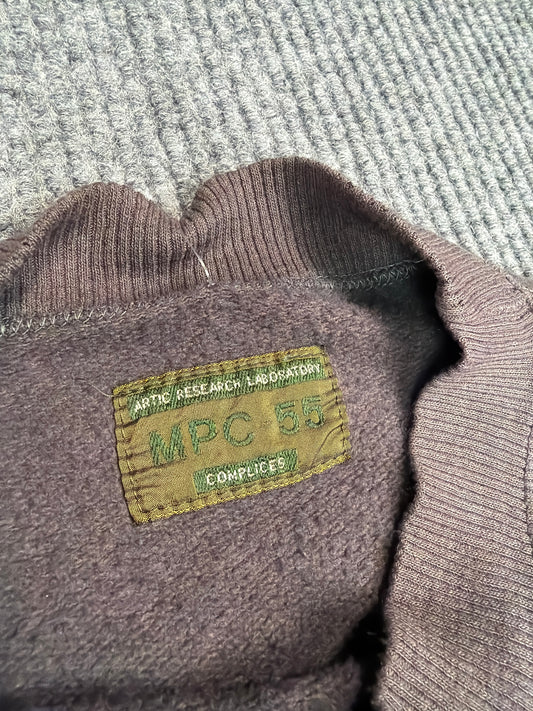 ARTIC RESEARCH LABORATORY
MPC 55
COMPLICES